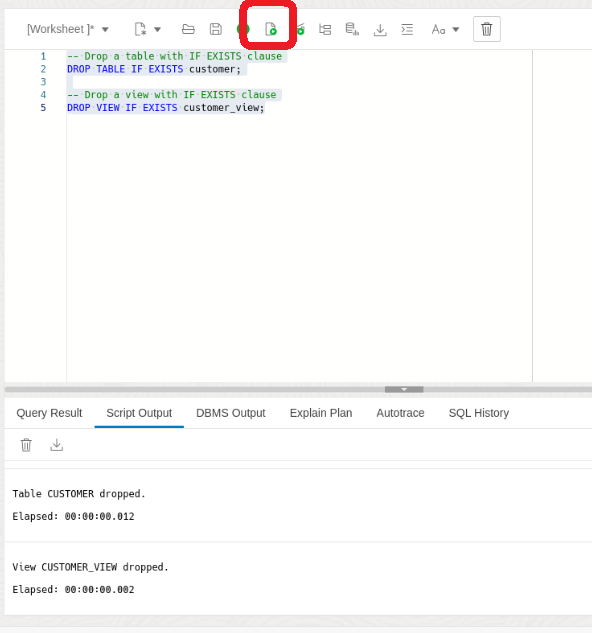 [Worksheet ]*
Aa
1 -- Drop a table with IF EXISTS clause
2 DROP TABLE IF EXISTS customer;
3
4 -- Drop a view with IF EXISTS clause
5 DROP VIEW IF EXISTS customer_view;
Query Result Script Output DBMS Output Explain Plan Autotrace SQL History
Table CUSTOMER dropped.
Elapsed: 00:00:00.012
View CUSTOMER_VIEW dropped.
Elapsed: 00:00:00.002